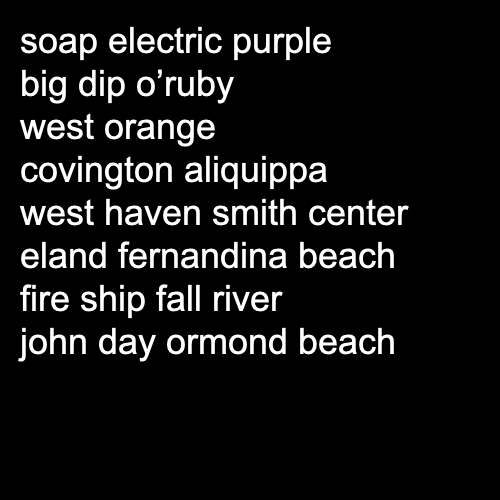 soap electric purple
big dip o’ruby
west orange
covington aliquippa
west haven smith center
eland fernandina beach
fire ship fall river
john day ormond beach